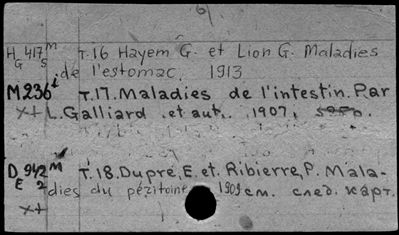 6
H 417 м т.16 Hayem G. et Lion G. Maladies
G S de l'estomac. 1913
M 236 i т.17. Maladies de l'intestin. Par
х+ L. Galliard et aut. 1907.
D 942 м т.18. Dupré, E. et. Ribierre, P. Mala-
E 2 dies du péritoine 1909 см. след. карт.
х+